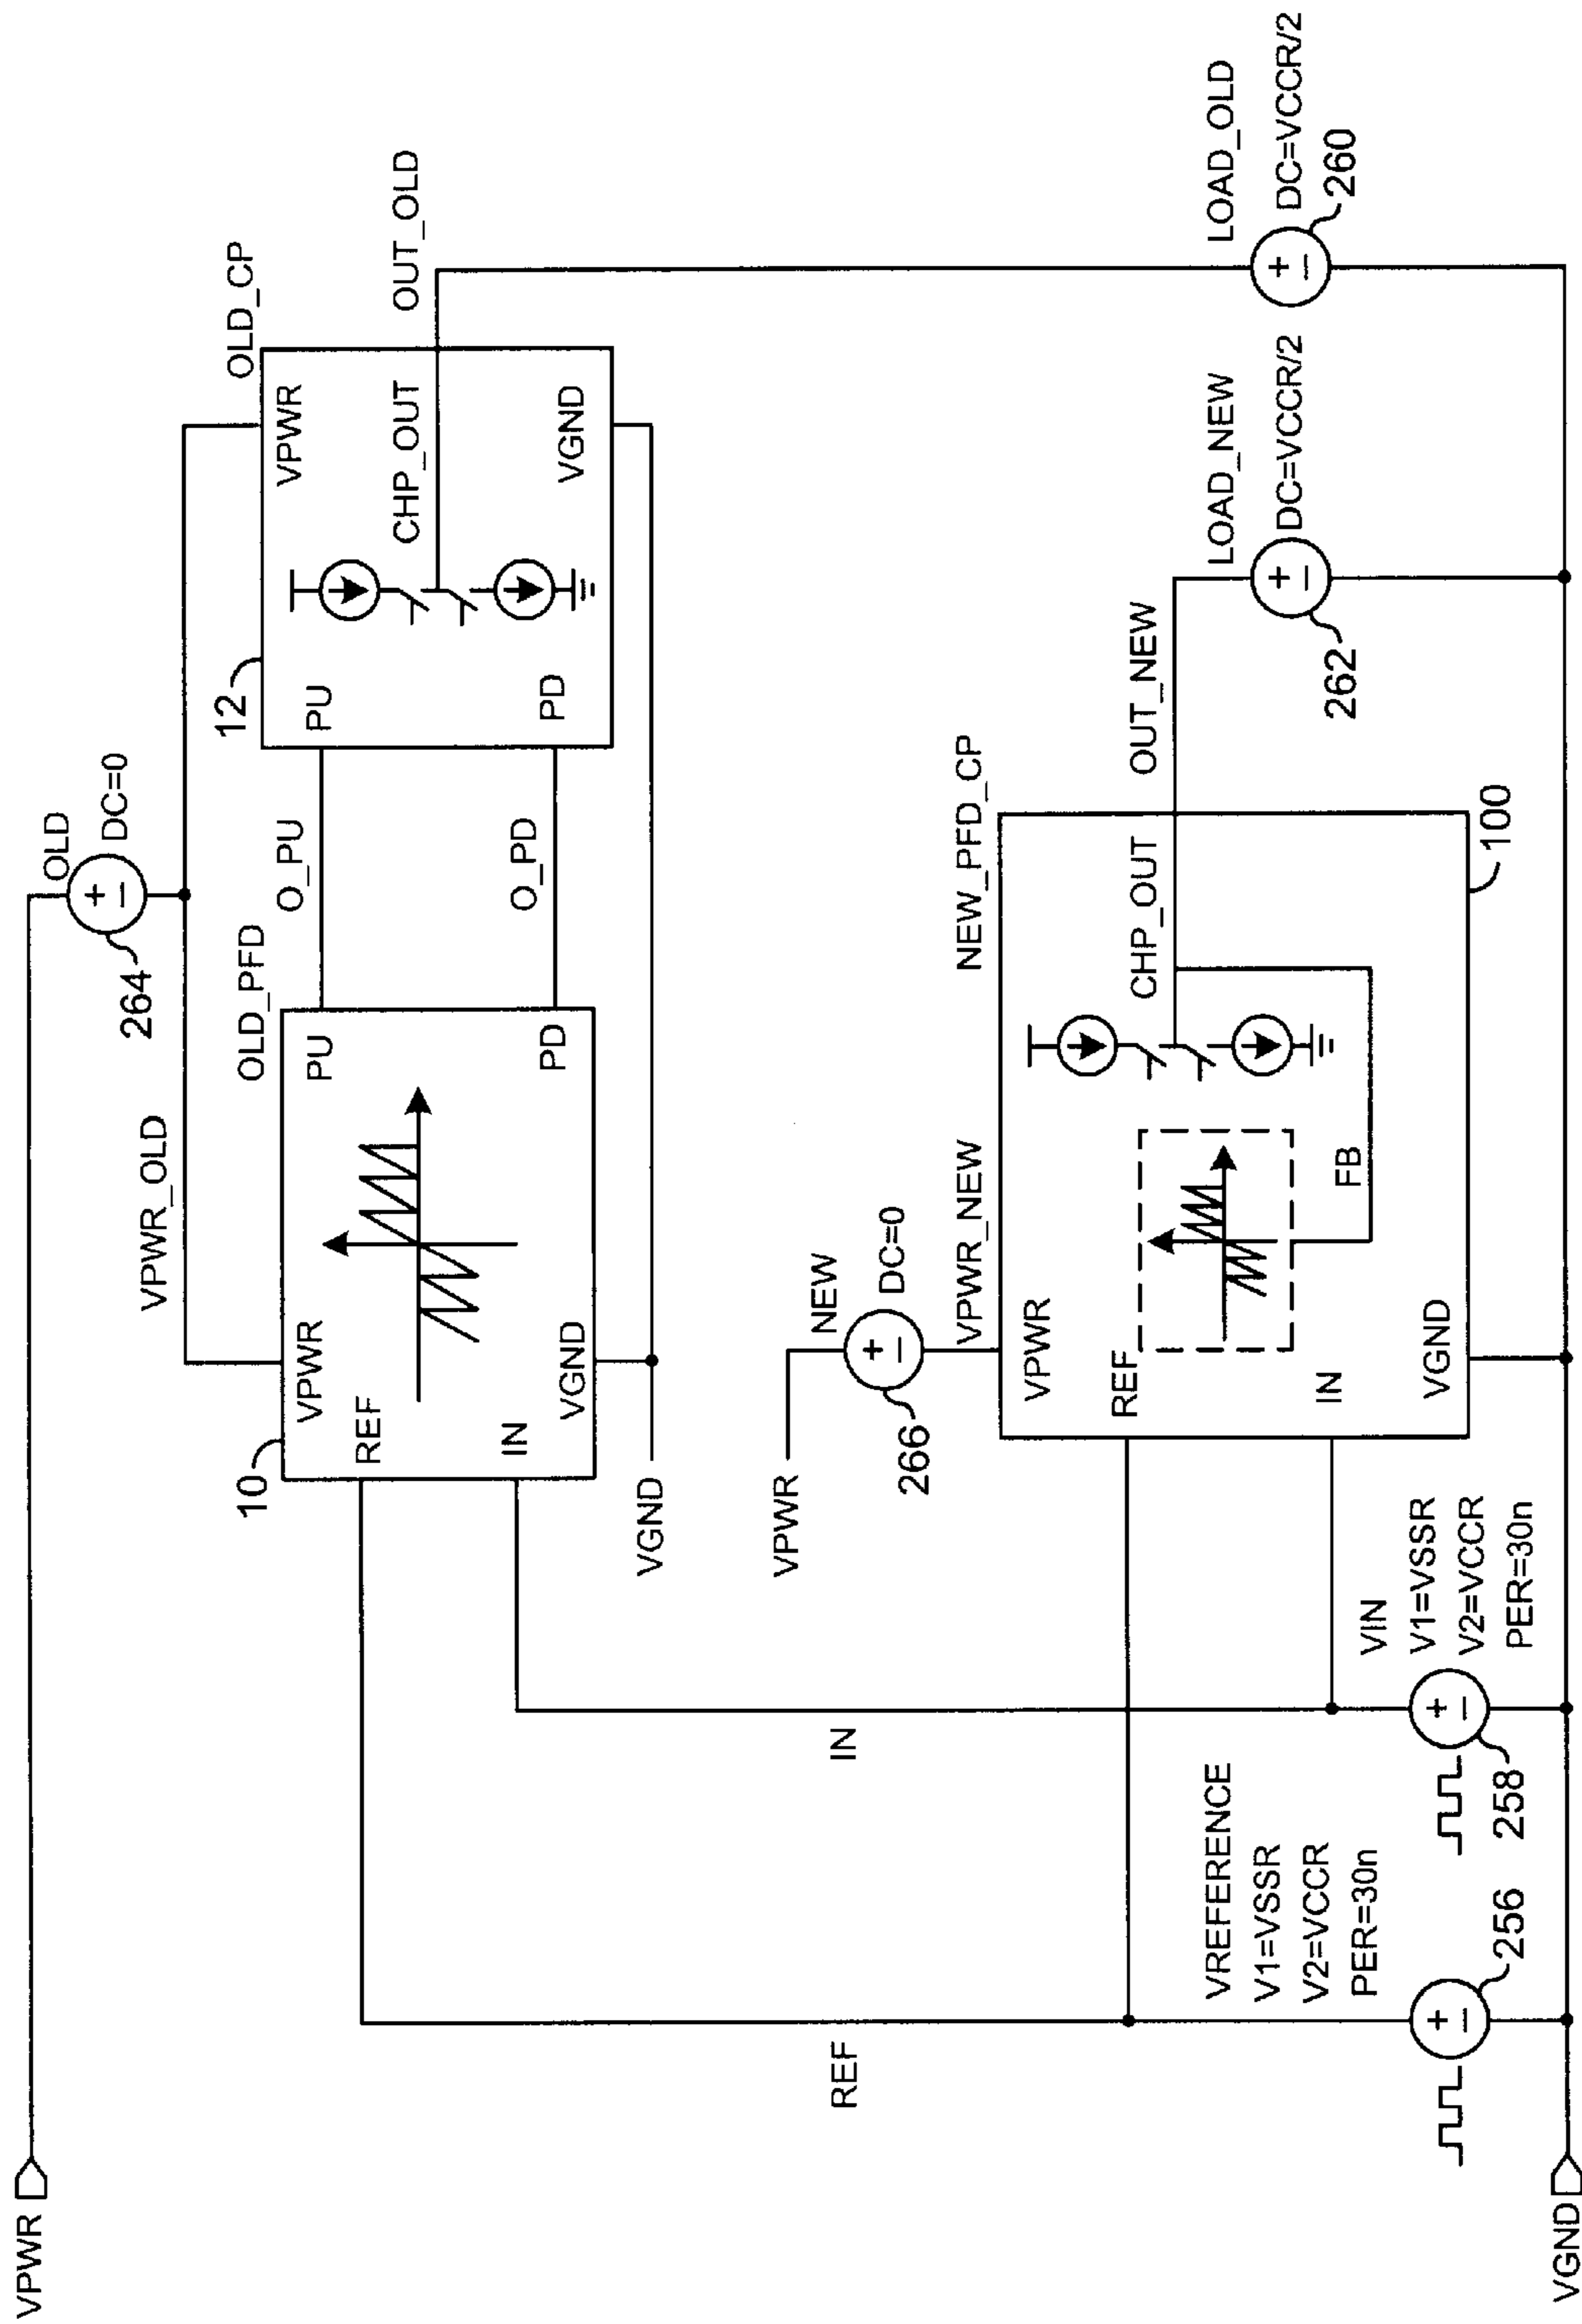 VPWR
OLD
DC=0
264
VPWR_OLD
OLD_PFD
10
VPWR
REF
IN
VGND
PU
PD
O_PU
O_PD
OLD_CP
12
PU
PD
VPWR
CHP_OUT
VGND
OUT_OLD
VGND
VPWR
NEW
DC=0
266
VPWR_NEW
NEW_PFD_CP
VPWR
REF
IN
VGND
FB
CHP_OUT
100
OUT_NEW
REF
IN
VREFERENCE
V1=VSSR
V2=VCCR
PER=30n
256
VIN
V1=VSSR
V2=VCCR
PER=30n
258
LOAD_NEW
DC=VCCR/2
262
LOAD_OLD
DC=VCCR/2
260
VGND